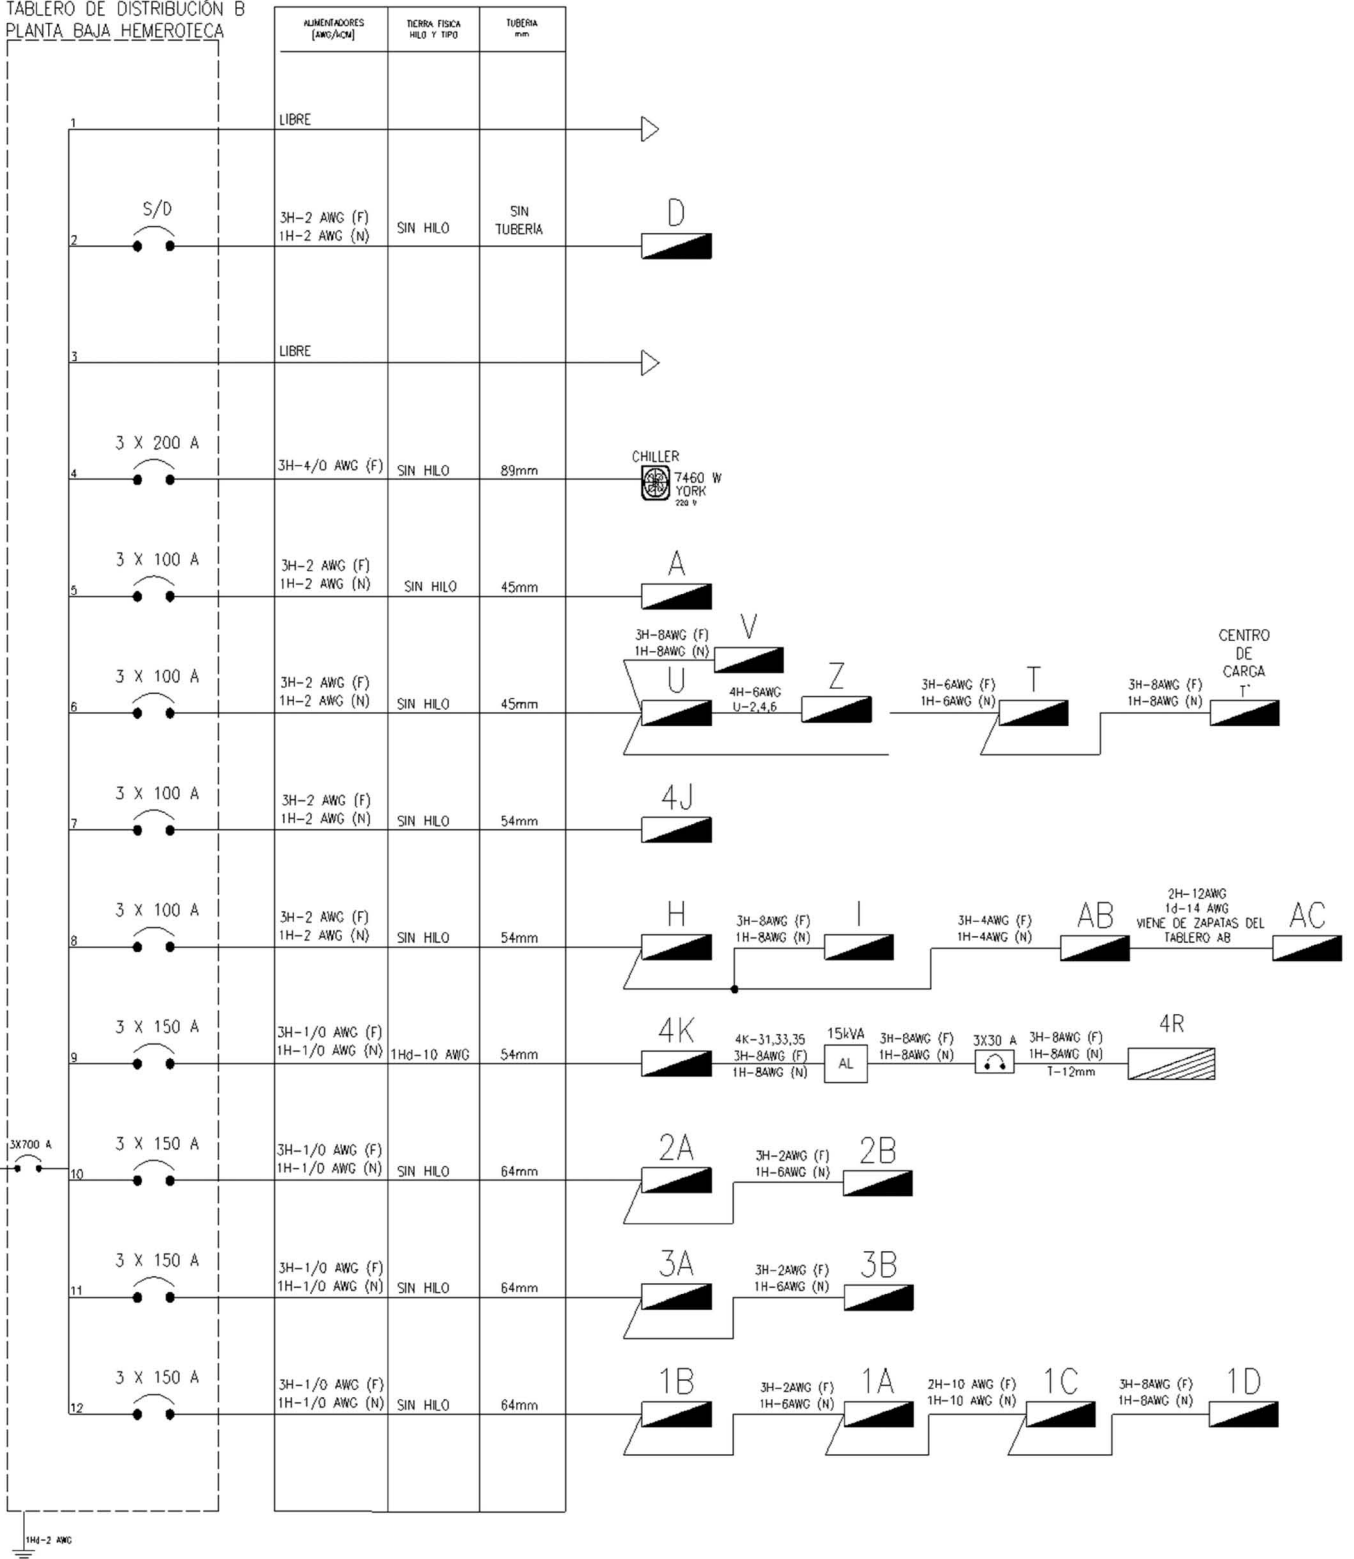 TABLERO DE DISTRIBUCIÓN B
PLANTA BAJA HEMEROTECA
ALIMENTADORES
[AWG/kCM]
TIERRA FISICA
HILO Y TIPO
TUBERIA
mm
1
LIBRE
S/D
2
3H-2 AWG (F)
1H-2 AWG (N)
SIN HILO
SIN
TUBERÍA
D
3
LIBRE
3 X 200 A
4
3H-4/0 AWG (F)
SIN HILO
89mm
CHILLER
7460 W
YORK
220 V
3 X 100 A
5
3H-2 AWG (F)
1H-2 AWG (N)
SIN HILO
45mm
A
3 X 100 A
6
3H-2 AWG (F)
1H-2 AWG (N)
SIN HILO
45mm
3H-8AWG (F)
1H-8AWG (N)
V
U
4H-6AWG
U-2,4,6
Z
3H-6AWG (F)
1H-6AWG (N)
T
3H-8AWG (F)
1H-8AWG (N)
CENTRO
DE
CARGA
T'
3 X 100 A
7
3H-2 AWG (F)
1H-2 AWG (N)
SIN HILO
54mm
4J
3 X 100 A
8
3H-2 AWG (F)
1H-2 AWG (N)
SIN HILO
54mm
H
3H-8AWG (F)
1H-8AWG (N)
I
3H-4AWG (F)
1H-4AWG (N)
AB
2H-12AWG
1d-14 AWG
VIENE DE ZAPATAS DEL
TABLERO AB
AC
3 X 150 A
9
3H-1/0 AWG (F)
1H-1/0 AWG (N)
1Hd-10 AWG
54mm
4K
4K-31,33,35
3H-8AWG (F)
1H-8AWG (N)
15kVA
AL
3H-8AWG (F)
1H-8AWG (N)
3X30 A
3H-8AWG (F)
1H-8AWG (N)
T-12mm
4R
3X700 A
3 X 150 A
10
3H-1/0 AWG (F)
1H-1/0 AWG (N)
SIN HILO
64mm
2A
3H-2AWG (F)
1H-6AWG (N)
2B
3 X 150 A
11
3H-1/0 AWG (F)
1H-1/0 AWG (N)
SIN HILO
64mm
3A
3H-2AWG (F)
1H-6AWG (N)
3B
3 X 150 A
12
3H-1/0 AWG (F)
1H-1/0 AWG (N)
SIN HILO
64mm
1B
3H-2AWG (F)
1H-6AWG (N)
1A
2H-10 AWG (F)
1H-10 AWG (N)
1C
3H-8AWG (F)
1H-8AWG (N)
1D
1Hd-2 AWG